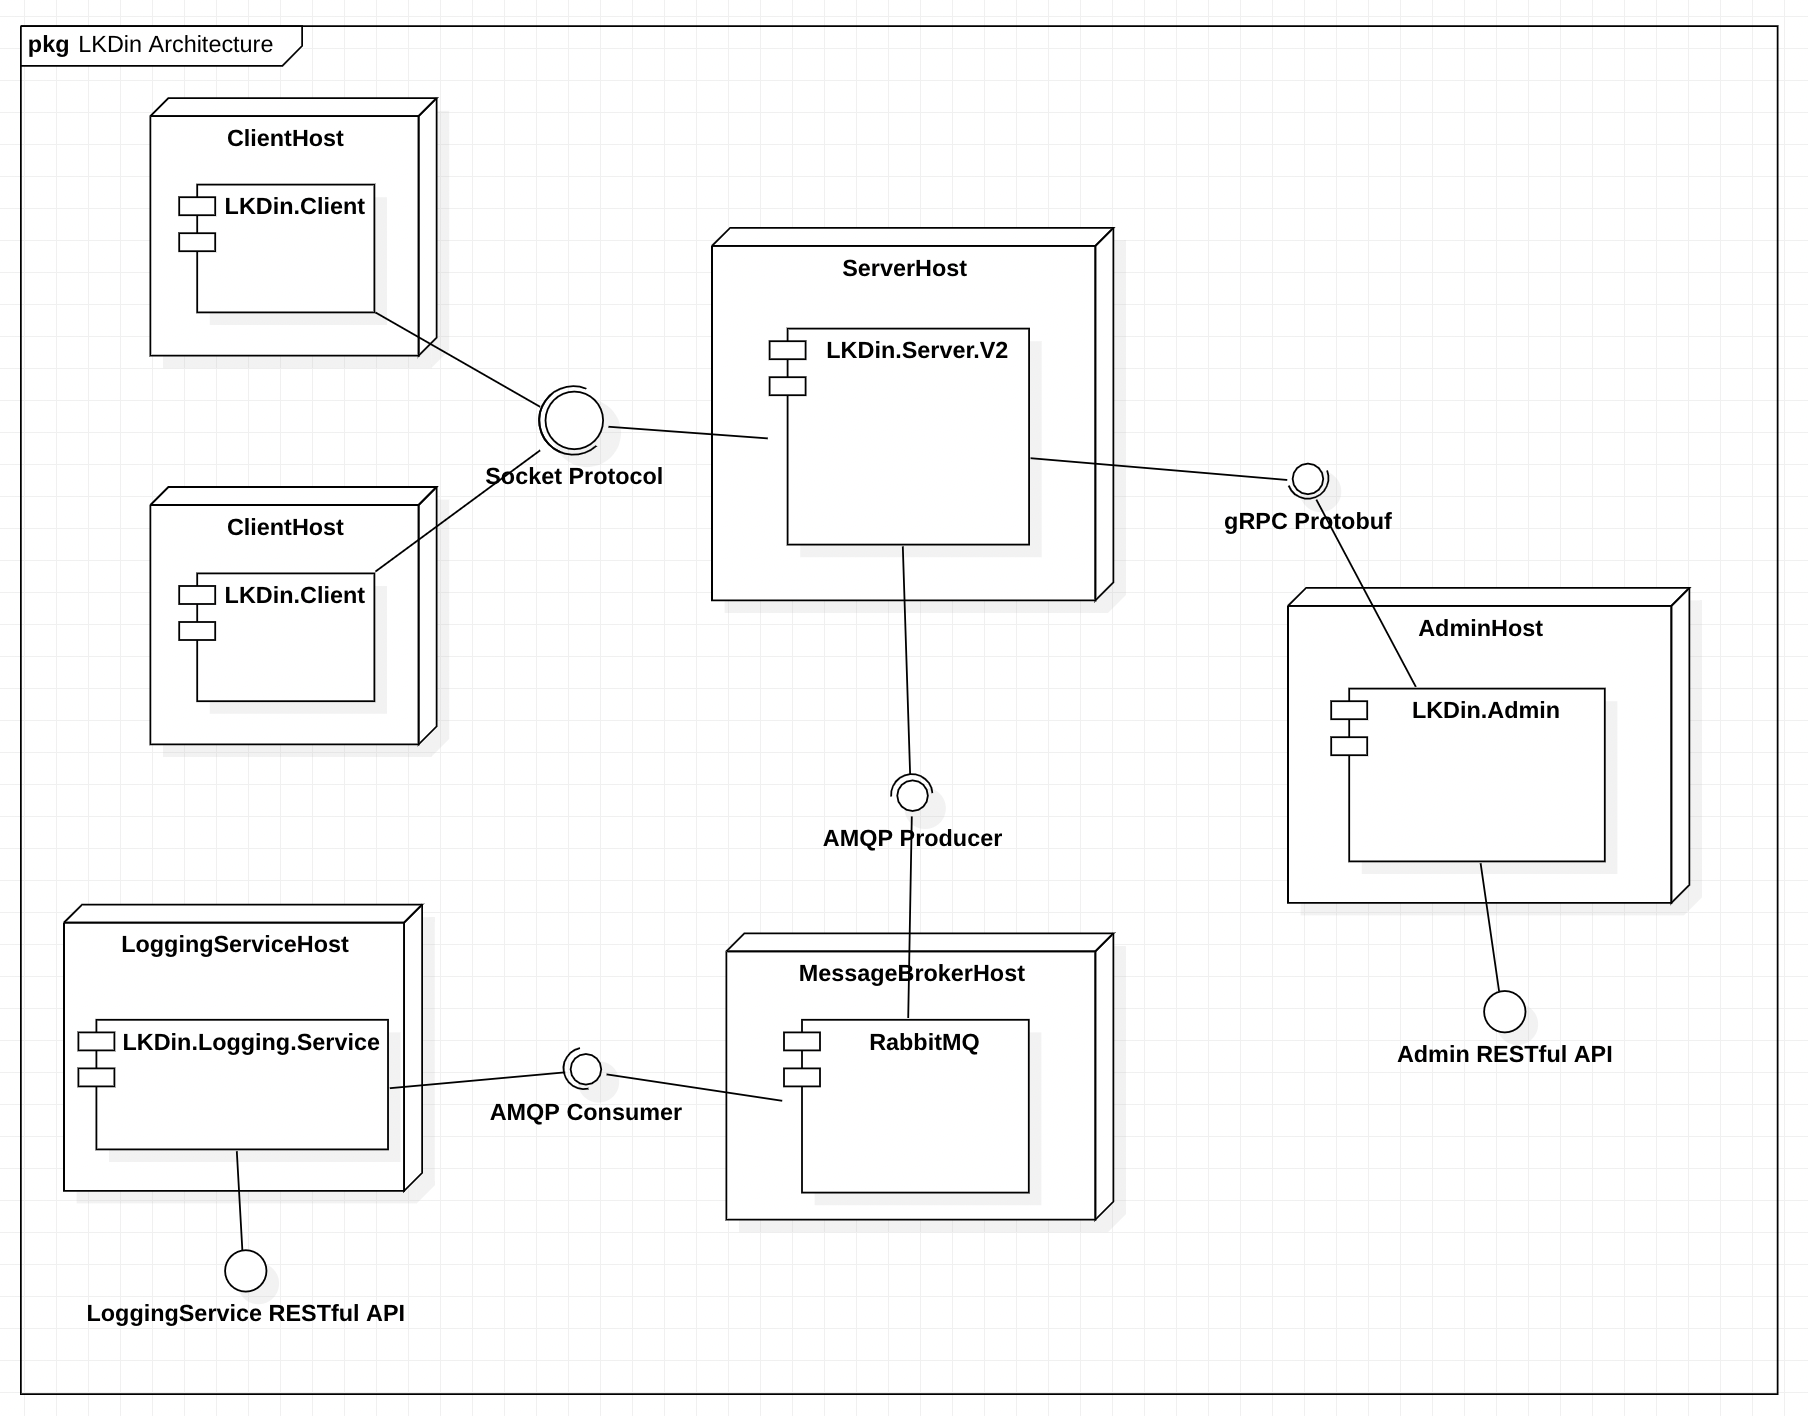 pkg LKDin Architecture
ClientHost
LKDin.Client
ServerHost
LKDin.Server.V2
Socket Protocol
gRPC Protobuf
ClientHost
LKDin.Client
AdminHost
LKDin.Admin
AMQP Producer
LoggingServiceHost
LKDin.Logging.Service
MessageBrokerHost
RabbitMQ
Admin RESTful API
AMQP Consumer
LoggingService RESTful API